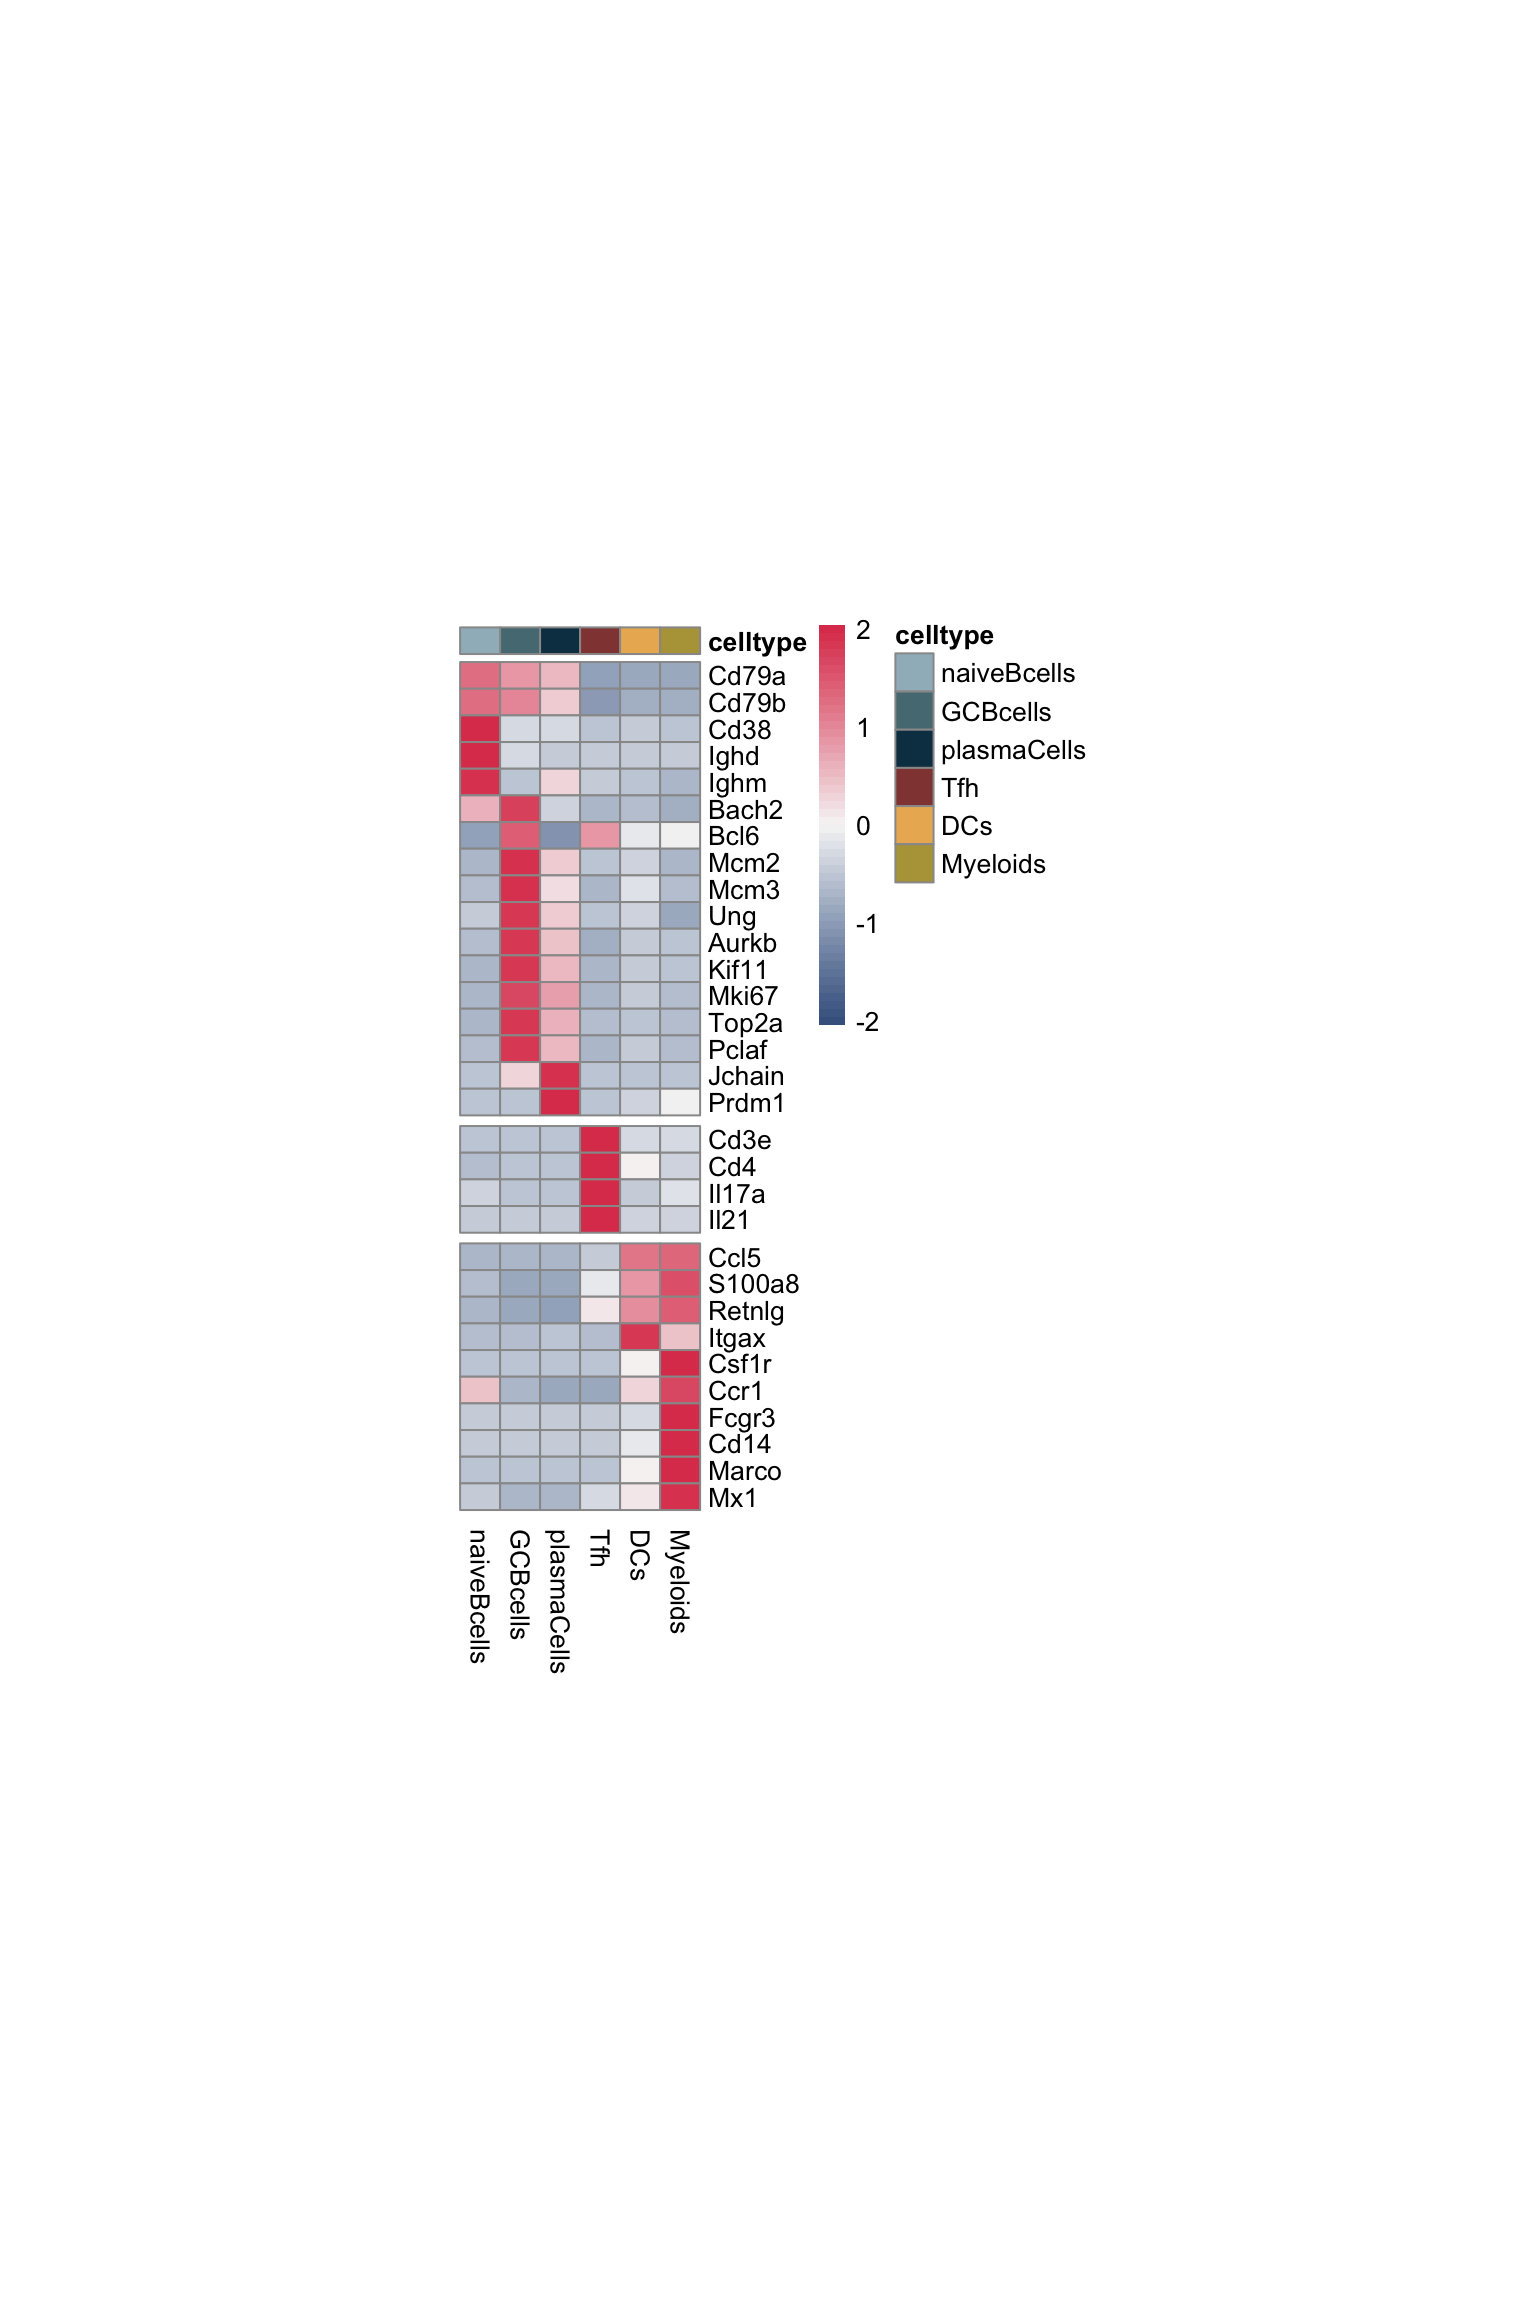 celltype
Cd79a
Cd79b
Cd38
Ighd
Ighm
Bach2
Bcl6
Mcm2
Mcm3
Ung
Aurkb
Kif11
Mki67
Top2a
Pclaf
Jchain
Prdm1
Cd3e
Cd4
Il17a
Il21
Ccl5
S100a8
Retnlg
Itgax
Csf1r
Ccr1
Fcgr3
Cd14
Marco
Mx1
naiveBcells
GCBcells
plasmaCells
Tfh
DCs
Myeloids
2
1
0
-1
-2
celltype
naiveBcells
GCBcells
plasmaCells
Tfh
DCs
Myeloids